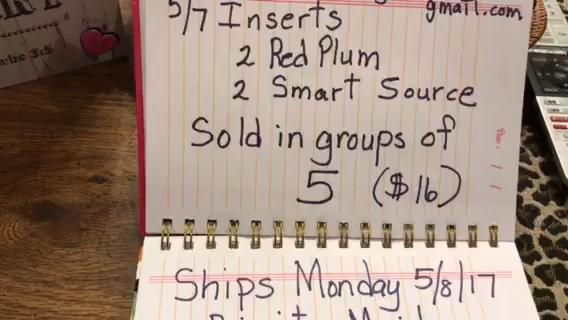 gmail.com
5/7 Inserts
2 Red Plum
2 Smart Source
Sold in groups of
5 ($16)
Ships Monday 5/8/17